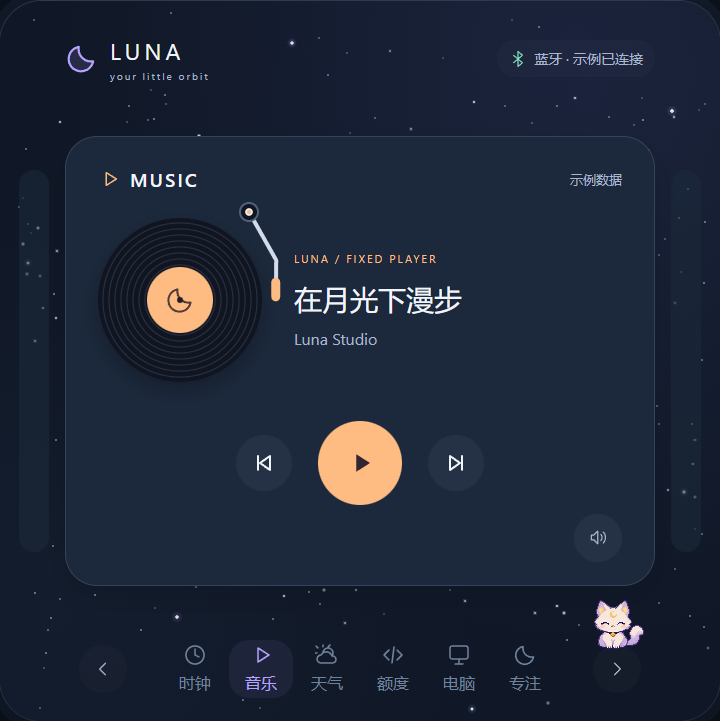 LUNA
your little orbit
蓝牙 · 示例已连接
MUSIC
示例数据
LUNA / FIXED PLAYER
在月光下漫步
Luna Studio
时钟
音乐
天气
额度
电脑
专注